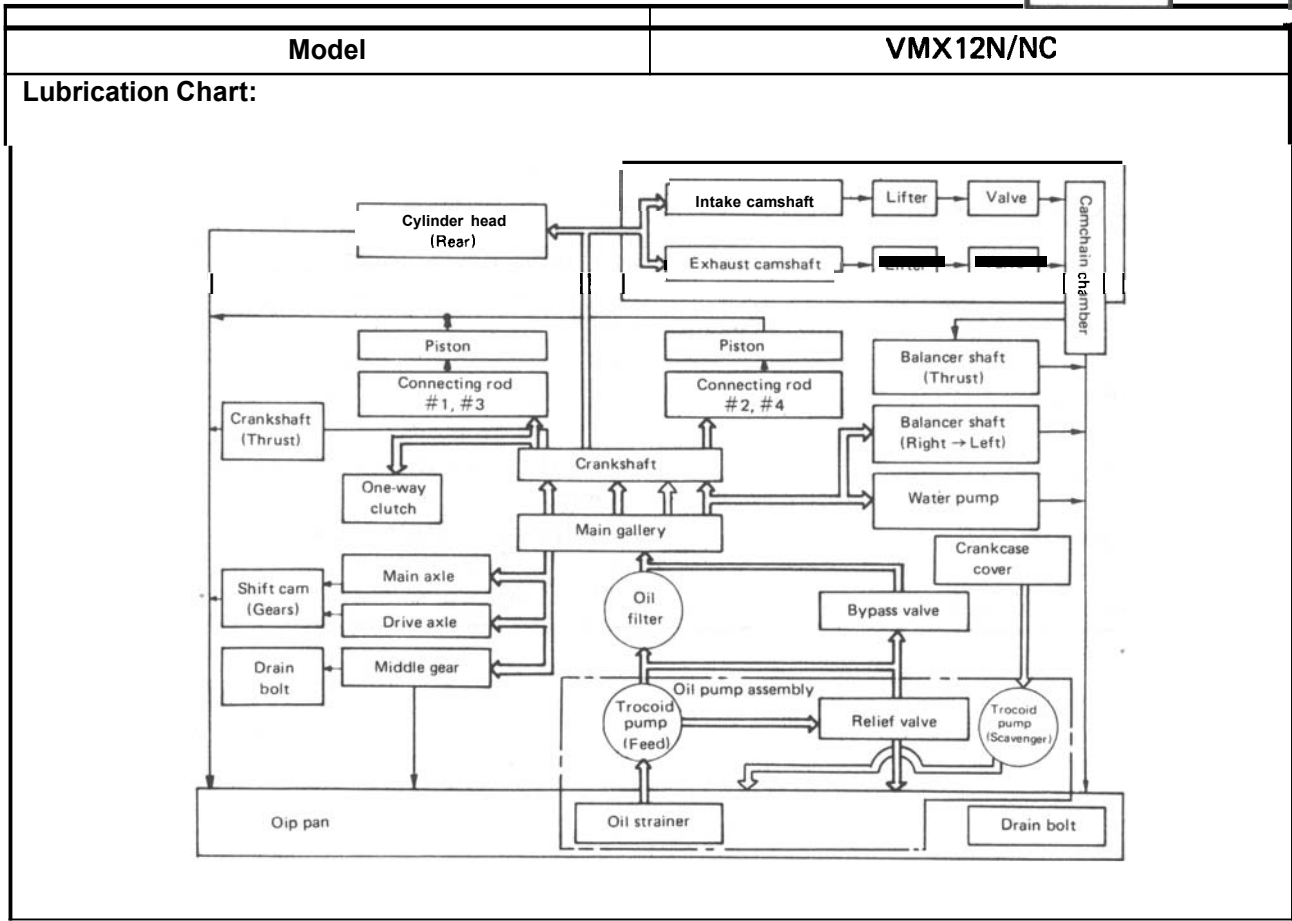 Model
VMX12N/NC
Lubrication Chart:
Intake camshaft
Lifter
Valve
Camchain chamber
Cylinder head
(Rear)
Exhaust camshaft
Piston
Piston
Balancer shaft
(Thrust)
Connecting rod
#1, #3
Connecting rod
#2, #4
Crankshaft
(Thrust)
Balancer shaft
(Right → Left)
Crankshaft
One-way
clutch
Water pump
Main gallery
Crankcase
cover
Main axle
Shift cam
(Gears)
Oil
filter
Bypass valve
Drive axle
Middle gear
Drain
bolt
Oil pump assembly
Trocoid
pump
(Feed)
Relief valve
Trocoid
pump
(Scavenger)
Oip pan
Oil strainer
Drain bolt